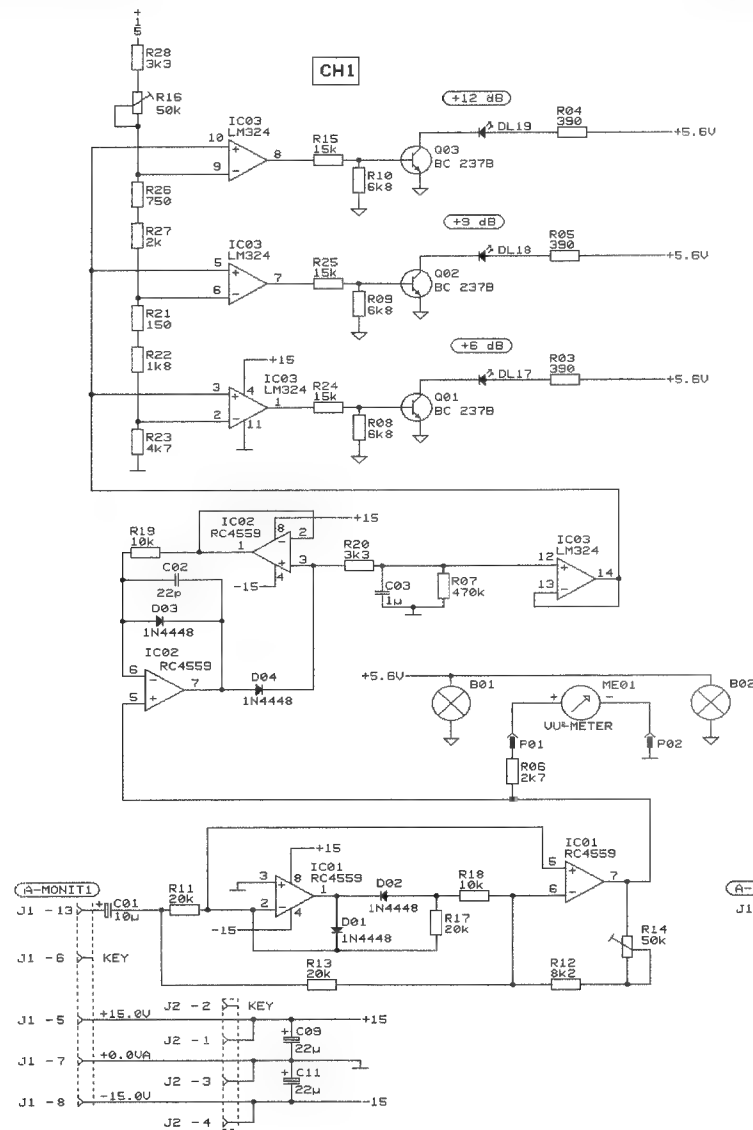 +
15
R28
3k3
R16
50k
CH1
IC03
LM324
10
+
9
-
8
R15
15k
R10
6k8
Q03
BC 237B
+12 dB
DL19
R04
390
+5.6V
R26
750
R27
2k
IC03
LM324
5
+
6
-
7
R25
15k
R09
6k8
Q02
BC 237B
+9 dB
DL18
R05
390
+5.6V
R21
150
R22
1k8
R23
4k7
+15
IC03
LM324
3
+
4
2
-
11
1
R24
15k
R08
6k8
Q01
BC 237B
+6 dB
DL17
R03
390
+5.6V
R19
10k
IC02
RC4559
1
8
+15
-
2
+
3
4
-15
C02
22p
D03
1N4448
IC02
RC4559
6
-
5
+
7
D04
1N4448
R20
3k3
C03
1µ
R07
470k
IC03
LM324
12
+
13
-
14
+5.6V
B01
+
ME01
-
VU-METER
B02
P01
P02
R06
2k7
A-MONIT1
J1 -13
+
C01
10µ
R11
20k
+15
IC01
RC4559
3
+
8
2
-
4
1
-15
D02
1N4448
D01
1N4448
R18
10k
R17
20k
IC01
RC4559
5
+
6
-
7
R14
50k
R13
20k
R12
8k2
A-
J1
J1 -6
KEY
J1 -5
+15.0V
J2 -2
KEY
+15
J2 -1
+
C09
22µ
J1 -7
+0.0VA
J2 -3
+
C11
22µ
J1 -8
-15.0V
-15
J2 -4